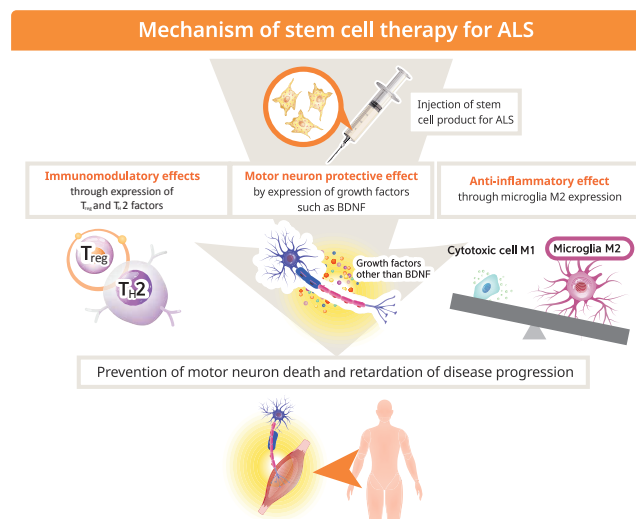 Mechanism of stem cell therapy for ALS
Injection of stem
cell product for ALS
Immunomodulatory effects
through expression of
Treg and TH2 factors
Motor neuron protective effect
by expression of growth factors
such as BDNF
Anti-inflammatory effect
through microglia M2 expression
Treg
TH2
Growth factors
other than BDNF
Cytotoxic cell M1
Microglia M2
Prevention of motor neuron death and retardation of disease progression